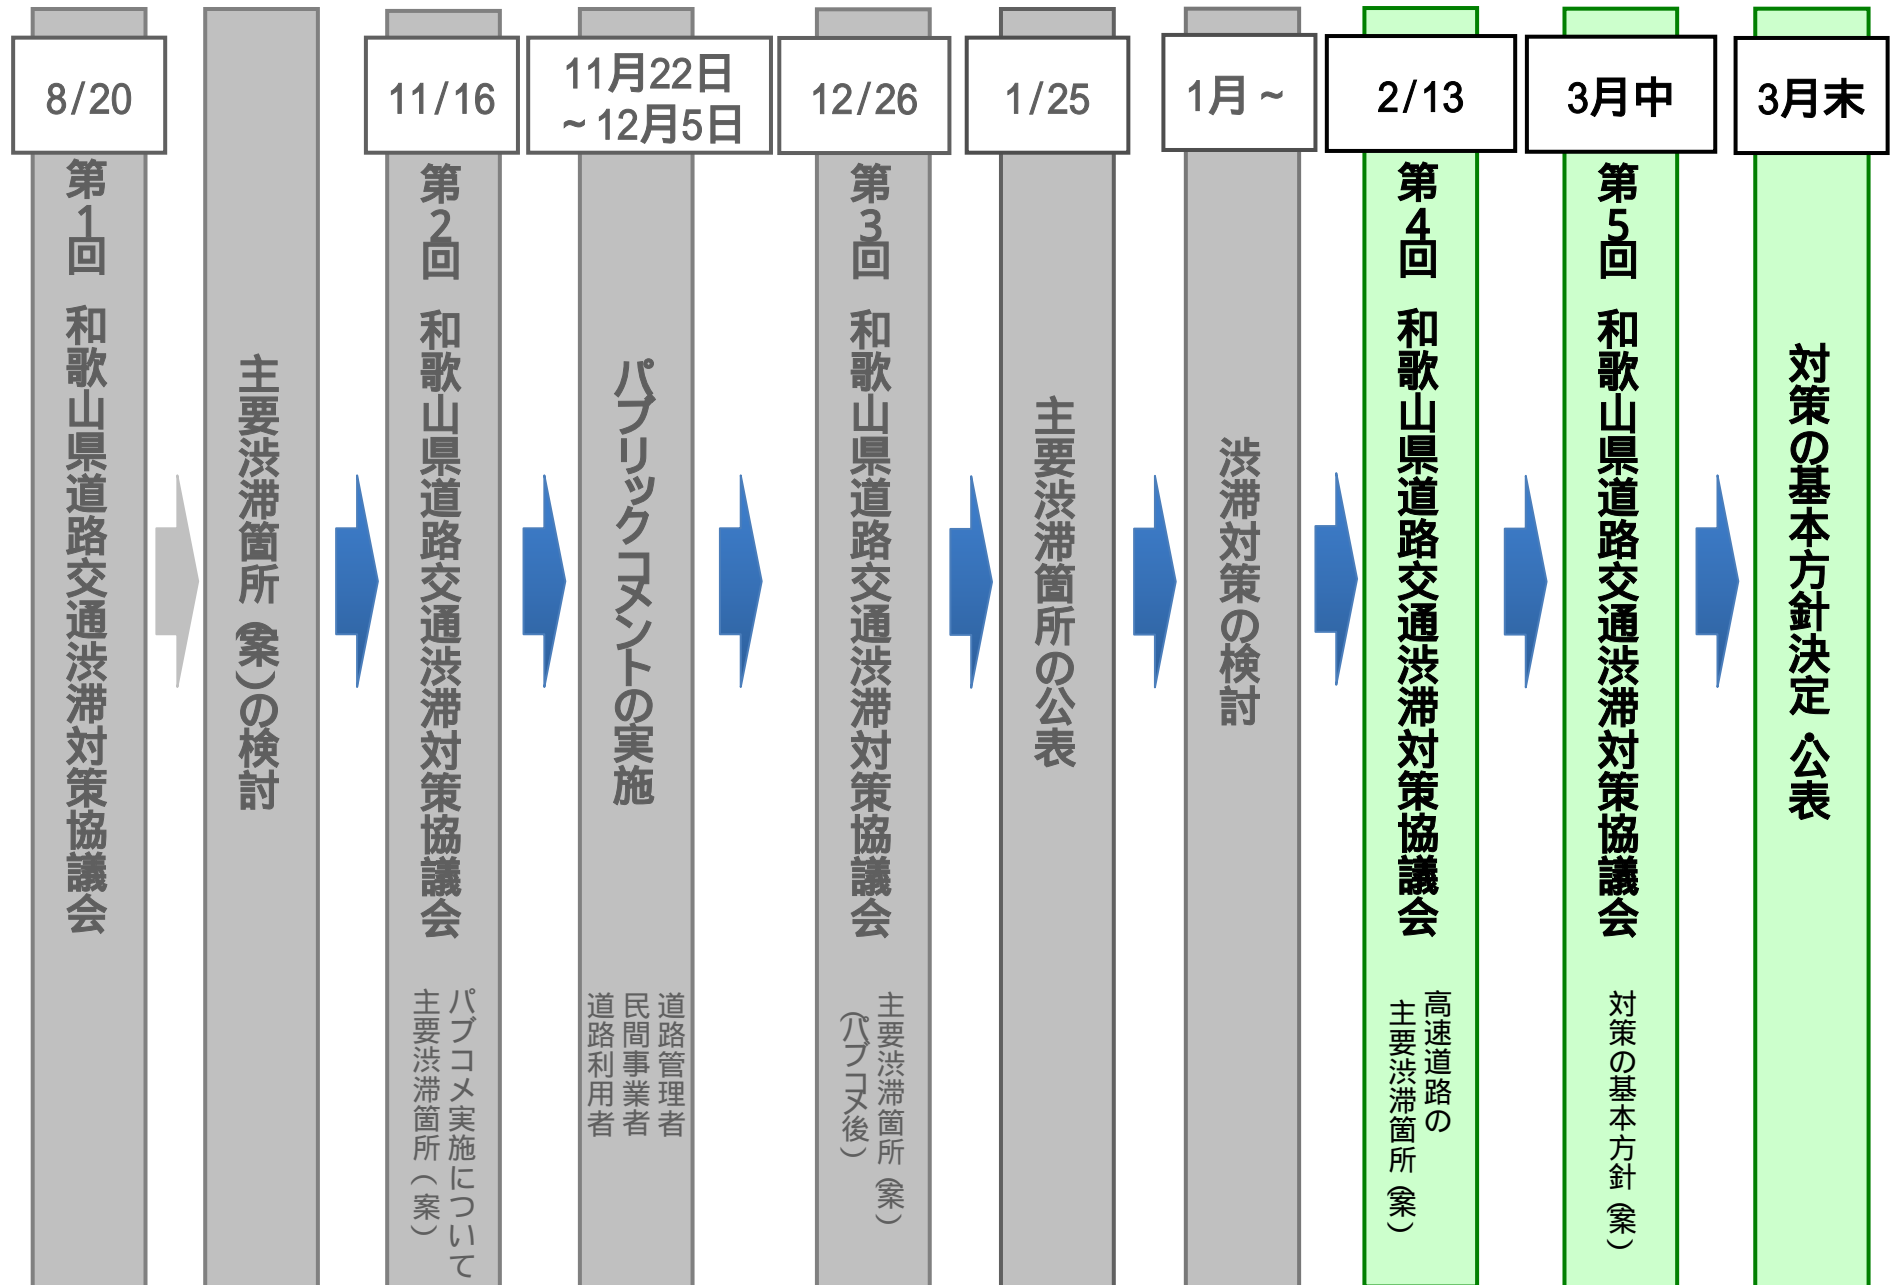 8/20
第1回 和歌山県道路交通渋滞対策協議会
主要渋滞箇所(案)の検討
11/16
第2回 和歌山県道路交通渋滞対策協議会
パブコメ実施について
主要渋滞箇所(案)
11月22日
~12月5日
パブリックコメントの実施
道路管理者
民間事業者
道路利用者
12/26
第3回 和歌山県道路交通渋滞対策協議会
主要渋滞箇所(案)
(パブコメ後)
1/25
主要渋滞箇所の公表
1月~
渋滞対策の検討
2/13
第4回 和歌山県道路交通渋滞対策協議会
高速道路の
主要渋滞箇所(案)
3月中
第5回 和歌山県道路交通渋滞対策協議会
対策の基本方針(案)
3月末
対策の基本方針決定・公表